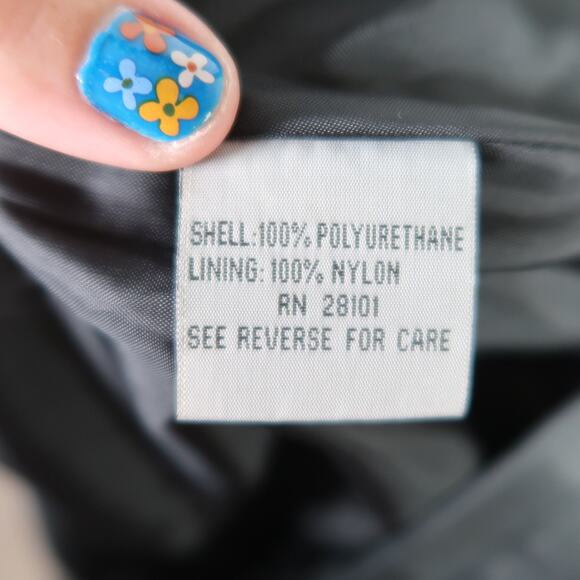 SHELL:100% POLYURETHANE
LINING: 100% NYLON
RN 28101
SEE REVERSE FOR CARE